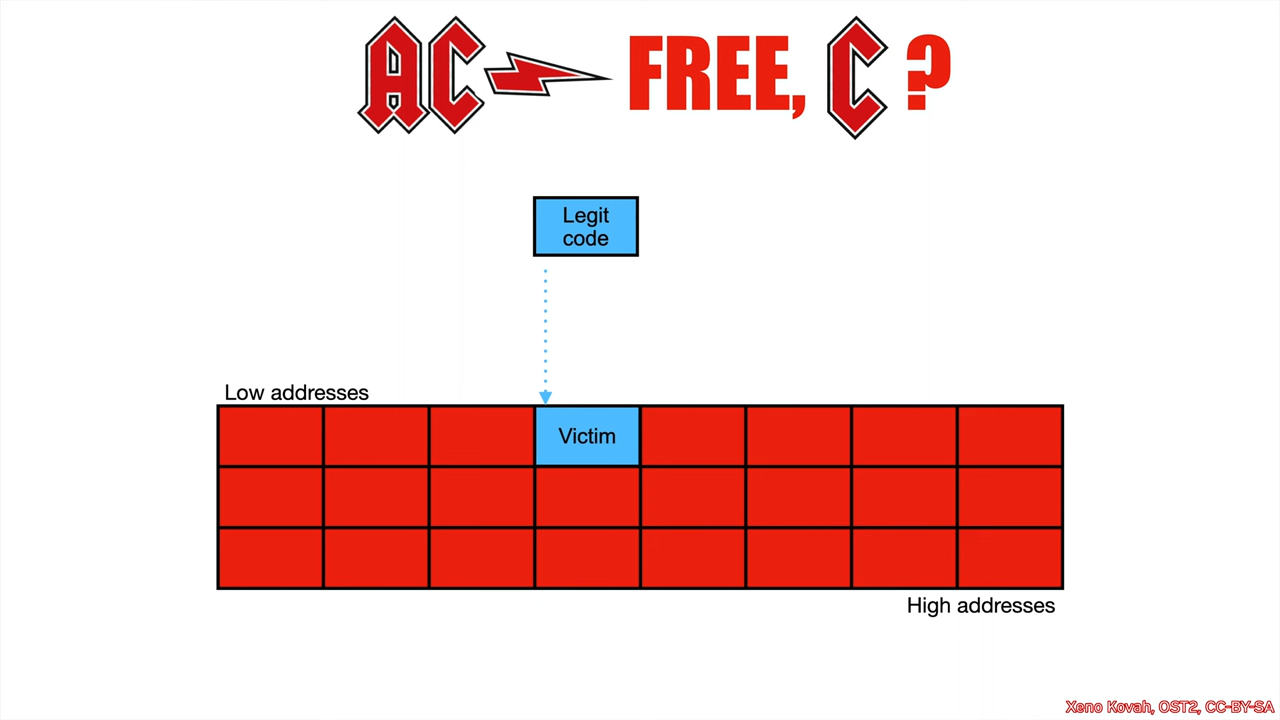 AC FREE, C ?
Legit
code
Low addresses
Victim
High addresses
Xeno Kovah, OST2, CC-BY-SA